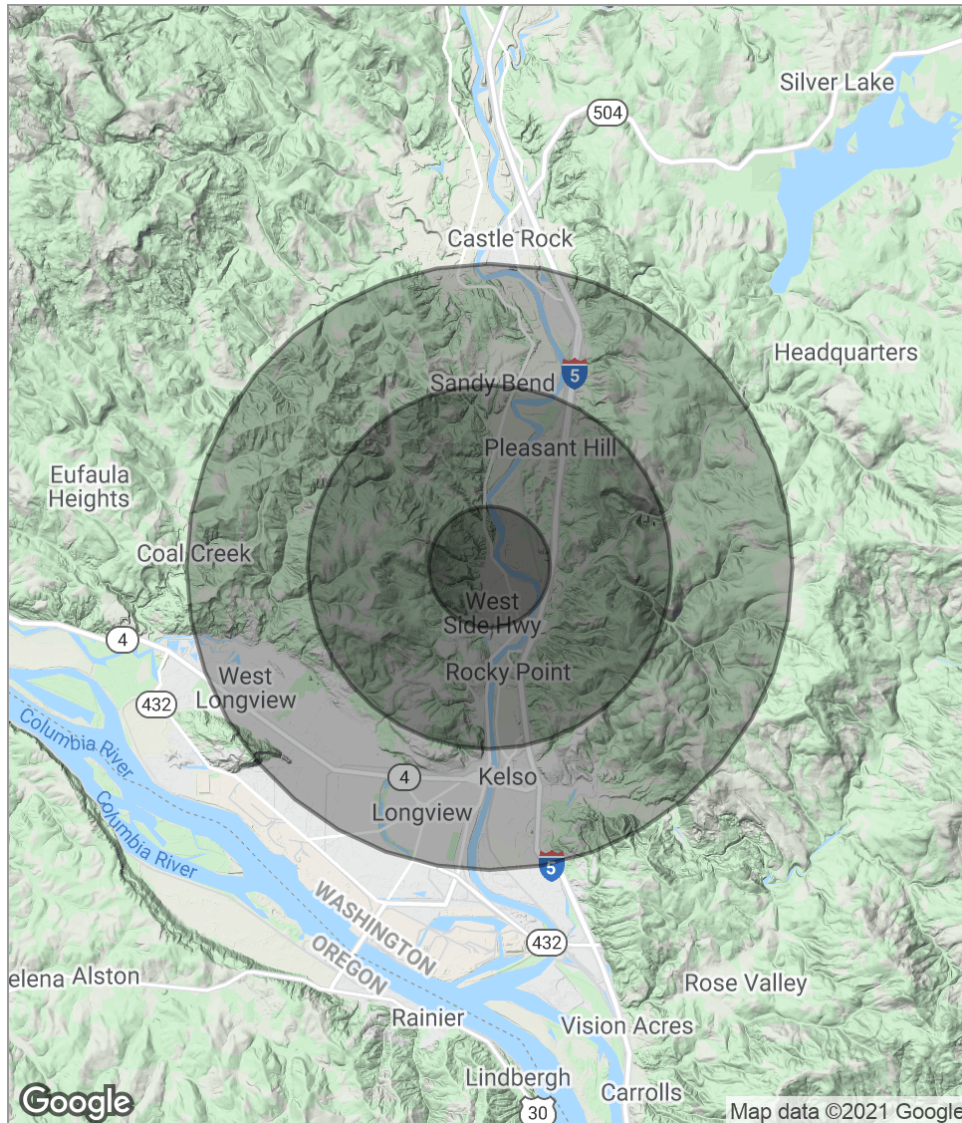 Silver Lake
504
Castle Rock
Headquarters
5
Sandy Bend
Pleasant Hill
Eufaula
Heights
Coal Creek
West
Side Hwy
4
Rocky Point
West
Longview
432
Columbia River
Kelso
4
Longview
Columbia River
5
WASHINGTON
OREGON
432
elena
Alston
Rose Valley
Rainier
Vision Acres
Lindbergh
Carrolls
30
Google
Map data ©2021 Google